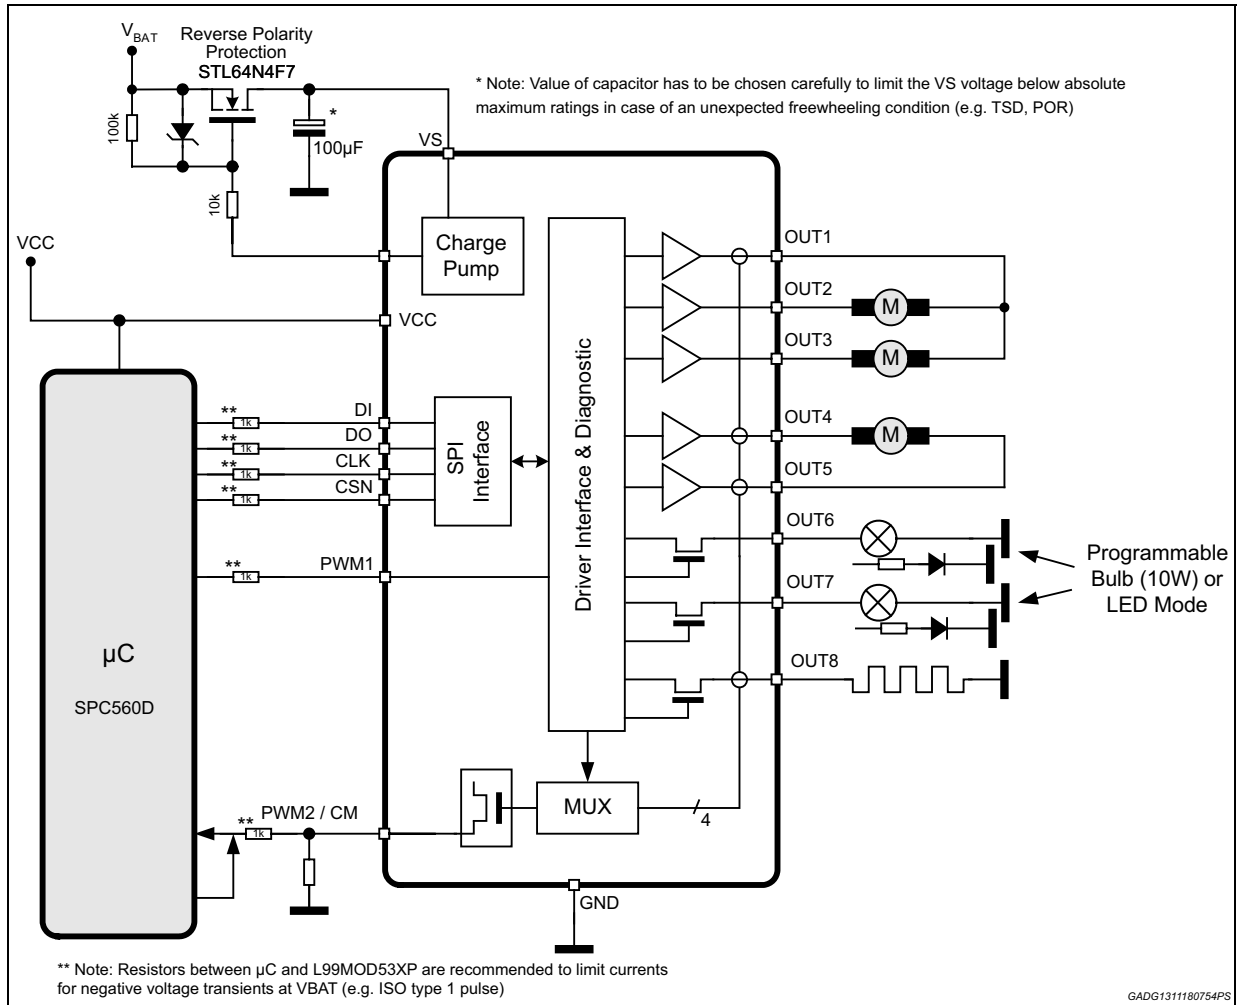 VBAT
Reverse Polarity
Protection
STL64N4F7
* Note: Value of capacitor has to be chosen carefully to limit the VS voltage below absolute
maximum ratings in case of an unexpected freewheeling condition (e.g. TSD, POR)
100k
*
100µF
VS
10k
VCC
Charge
Pump
VCC
OUT1
OUT2
M
OUT3
M
Driver Interface & Diagnostic
** 1k DI
** 1k DO
** 1k CLK
** 1k CSN
SPI
Interface
OUT4
M
OUT5
OUT6
** 1k PWM1
OUT7
Programmable
Bulb (10W) or
LED Mode
µC
SPC560D
OUT8
MUX
4
** 1k PWM2 / CM
GND
** Note: Resistors between µC and L99MOD53XP are recommended to limit currents
for negative voltage transients at VBAT (e.g. ISO type 1 pulse)
GADG1311180754PS